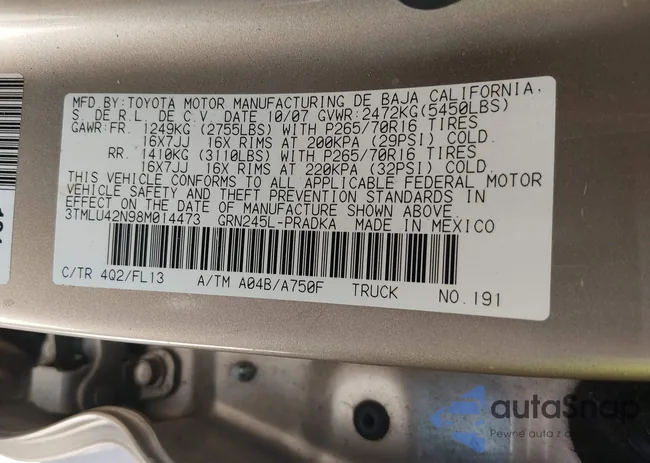 MFD.BY:TOYOTA MOTOR MANUFACTURING DE BAJA CALIFORNIA,
S. DE R.L. DE C.V. DATE 10/07 GVWR:2472KG(5450LBS)
GAWR:FR. 1249KG (2755LBS) WITH P265/70R16 TIRES
16X7JJ 16X RIMS AT 200KPA (29PSI) COLD.
RR. 1410KG (3110LBS) WITH P265/70R16 TIRES
16X7JJ 16X RIMS AT 220KPA (32PSI) COLD.
THIS VEHICLE CONFORMS TO ALL APPLICABLE FEDERAL MOTOR
VEHICLE SAFETY AND THEFT PREVENTION STANDARDS IN
EFFECT ON THE DATE OF MANUFACTURE SHOWN ABOVE.
3TMLU42N98M014473 GRN245L-PRADKA MADE IN MEXICO
C/TR 4Q2/FL13 A/TM A04B/A750F TRUCK NO.191
autaSnap
Pewne auta z